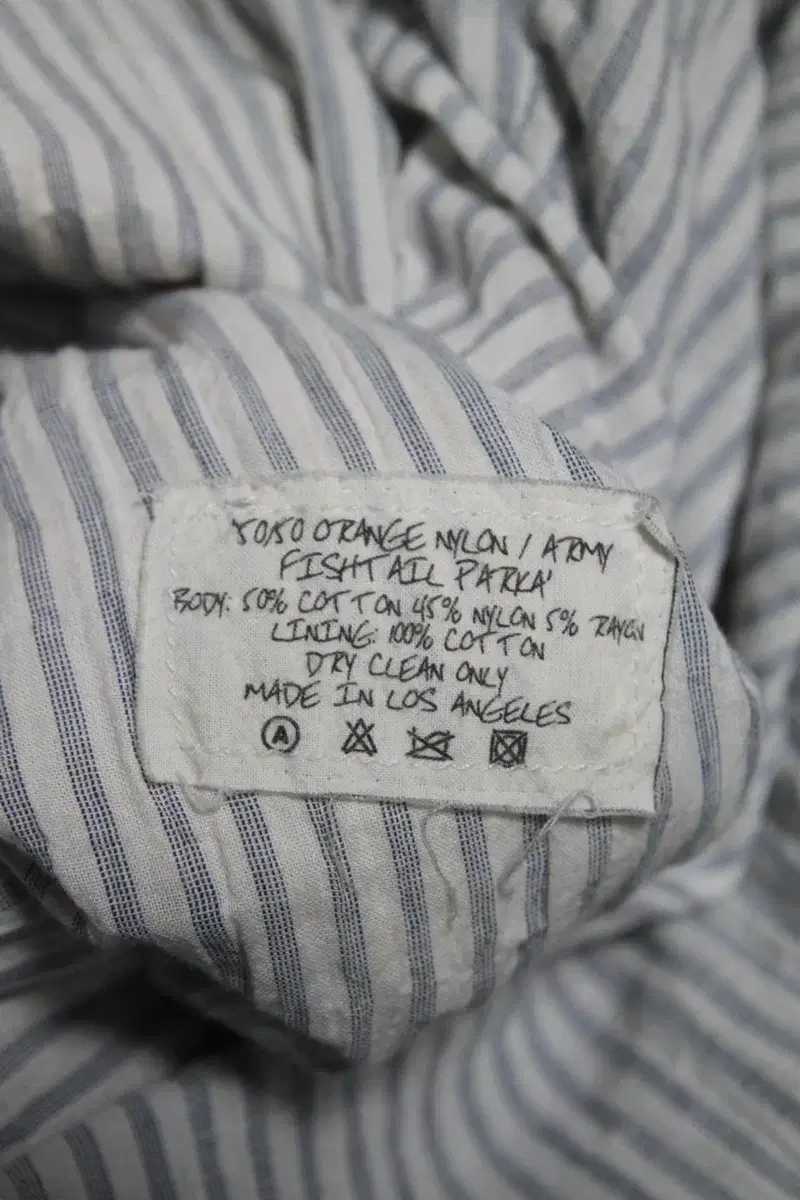 50/50 ORANGE NYLON / ARMY
FISHTAIL PARKA'
BODY: 50% COTTON 45% NYLON 5% RAYON
LINING: 100% COTTON
DRY CLEAN ONLY
MADE IN LOS ANGELES
A